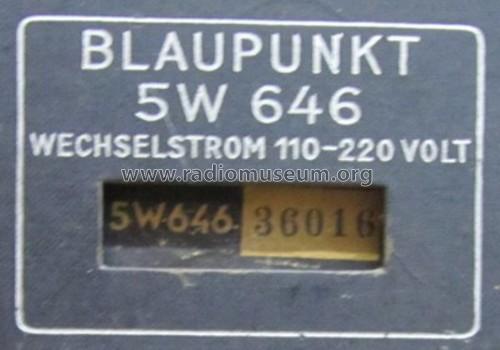 BLAUPUNKT
5W 646
WECHSELSTROM 110-220 VOLT
www.radiomuseum.org
5W646 36016